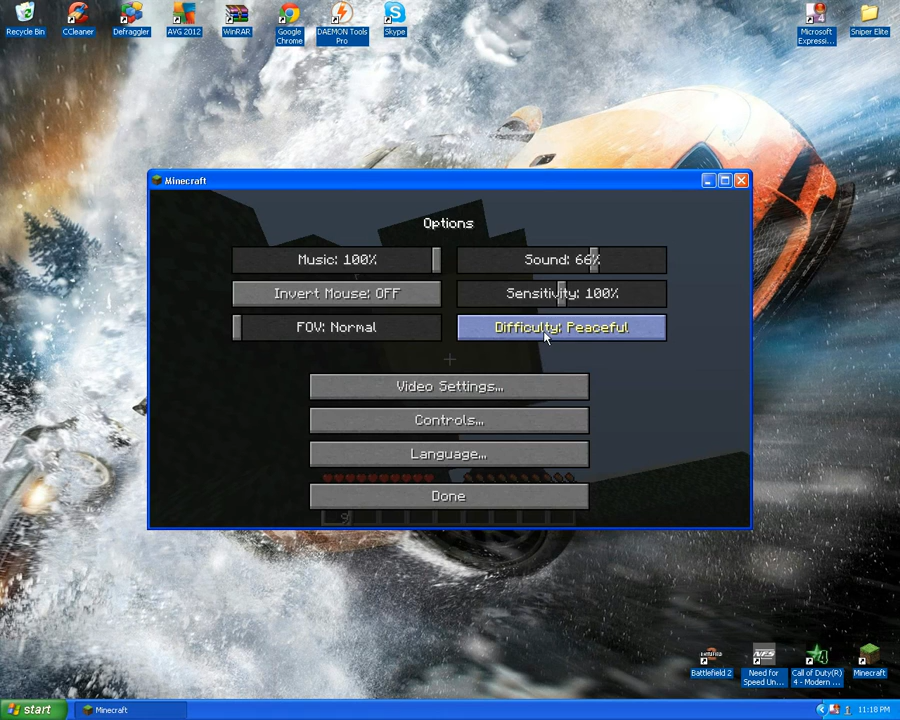 Recycle Bin
CCleaner
Defraggler
AVG 2012
WinRAR
Google
Chrome
DAEMON Tools
Pro
Skype
Microsoft
Expressi...
Sniper Elite
Minecraft
Options
Music: 100%
Sound: 66%
Invert Mouse: OFF
Sensitivity: 100%
FOV: Normal
Difficulty: Peaceful
Video Settings...
Controls...
Language...
Done
9
Battlefield 2
Need for
Speed Un...
Call of Duty(R)
4 - Modern ...
Minecraft
start
Minecraft
11:18 PM